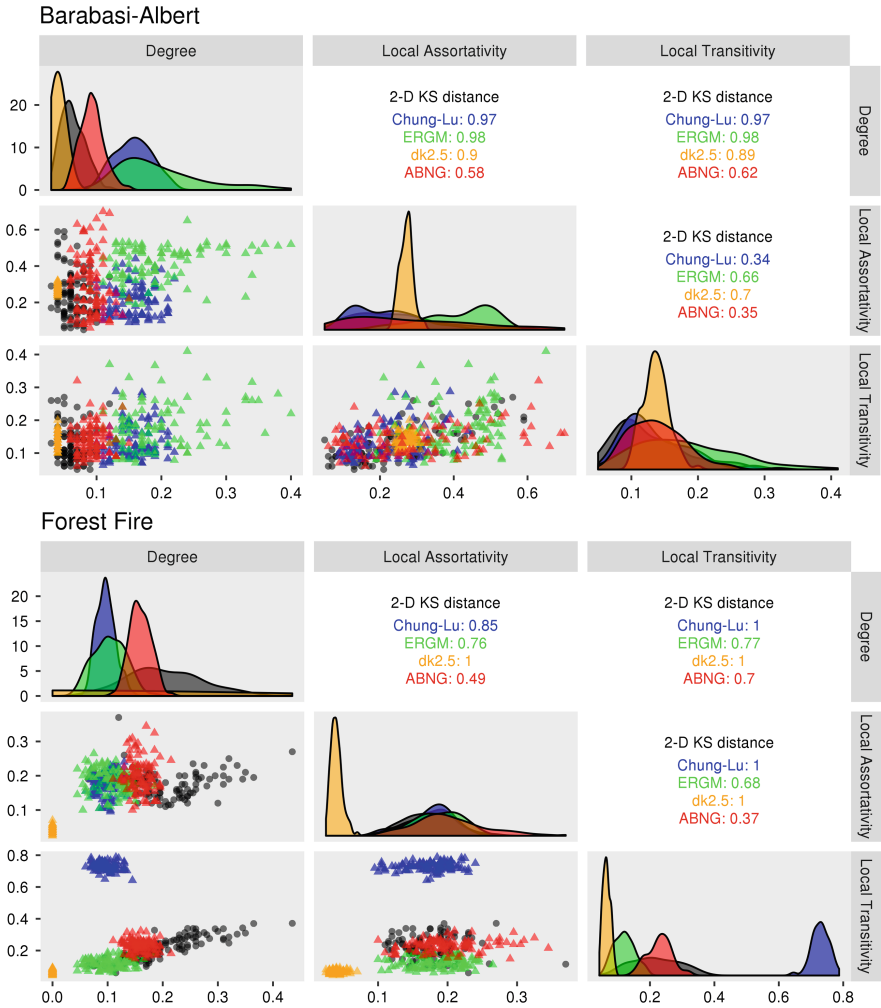 Barabasi-Albert
Degree
Local Assortativity
Local Transitivity
20
10
0
2-D KS distance
Chung-Lu: 0.97
ERGM: 0.98
dk2.5: 0.9
ABNG: 0.58
2-D KS distance
Chung-Lu: 0.97
ERGM: 0.98
dk2.5: 0.89
ABNG: 0.62
Degree
0.6
0.4
0.2
2-D KS distance
Chung-Lu: 0.34
ERGM: 0.66
dk2.5: 0.7
ABNG: 0.35
Local Assortativity
0.4
0.3
0.2
0.1
Local Transitivity
0.1 0.2 0.3 0.4
0.2 0.4 0.6
0.1 0.2 0.3 0.4
Forest Fire
Degree
Local Assortativity
Local Transitivity
20
15
10
5
0
2-D KS distance
Chung-Lu: 0.85
ERGM: 0.76
dk2.5: 1
ABNG: 0.49
2-D KS distance
Chung-Lu: 1
ERGM: 0.77
dk2.5: 1
ABNG: 0.7
Degree
0.3
0.2
0.1
2-D KS distance
Chung-Lu: 1
ERGM: 0.68
dk2.5: 1
ABNG: 0.37
Local Assortativity
0.8
0.6
0.4
0.2
Local Transitivity
0.0 0.1 0.2 0.3 0.4
0.1 0.2 0.3
0.2 0.4 0.6 0.8